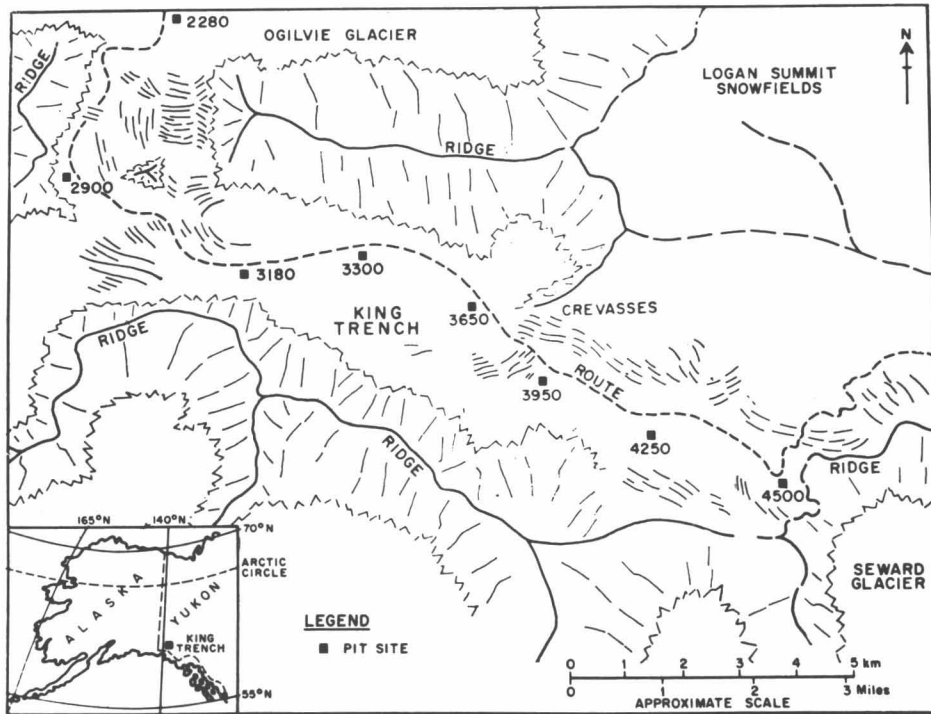 2280
OGILVIE GLACIER
N
RIDGE
LOGAN SUMMIT
SNOWFIELDS
RIDGE
2900
3180
3300
KING
TRENCH
3650
CREVASSES
RIDGE
ROUTE
3950
RIDGE
4250
RIDGE
4500
SEWARD
GLACIER
165°N
140°N
70°N
ARCTIC
CIRCLE
ALASKA
YUKON
KING
TRENCH
55°N
LEGEND
PIT SITE
0 1 2 3 4 5 km
0 1 2 3 Miles
APPROXIMATE SCALE